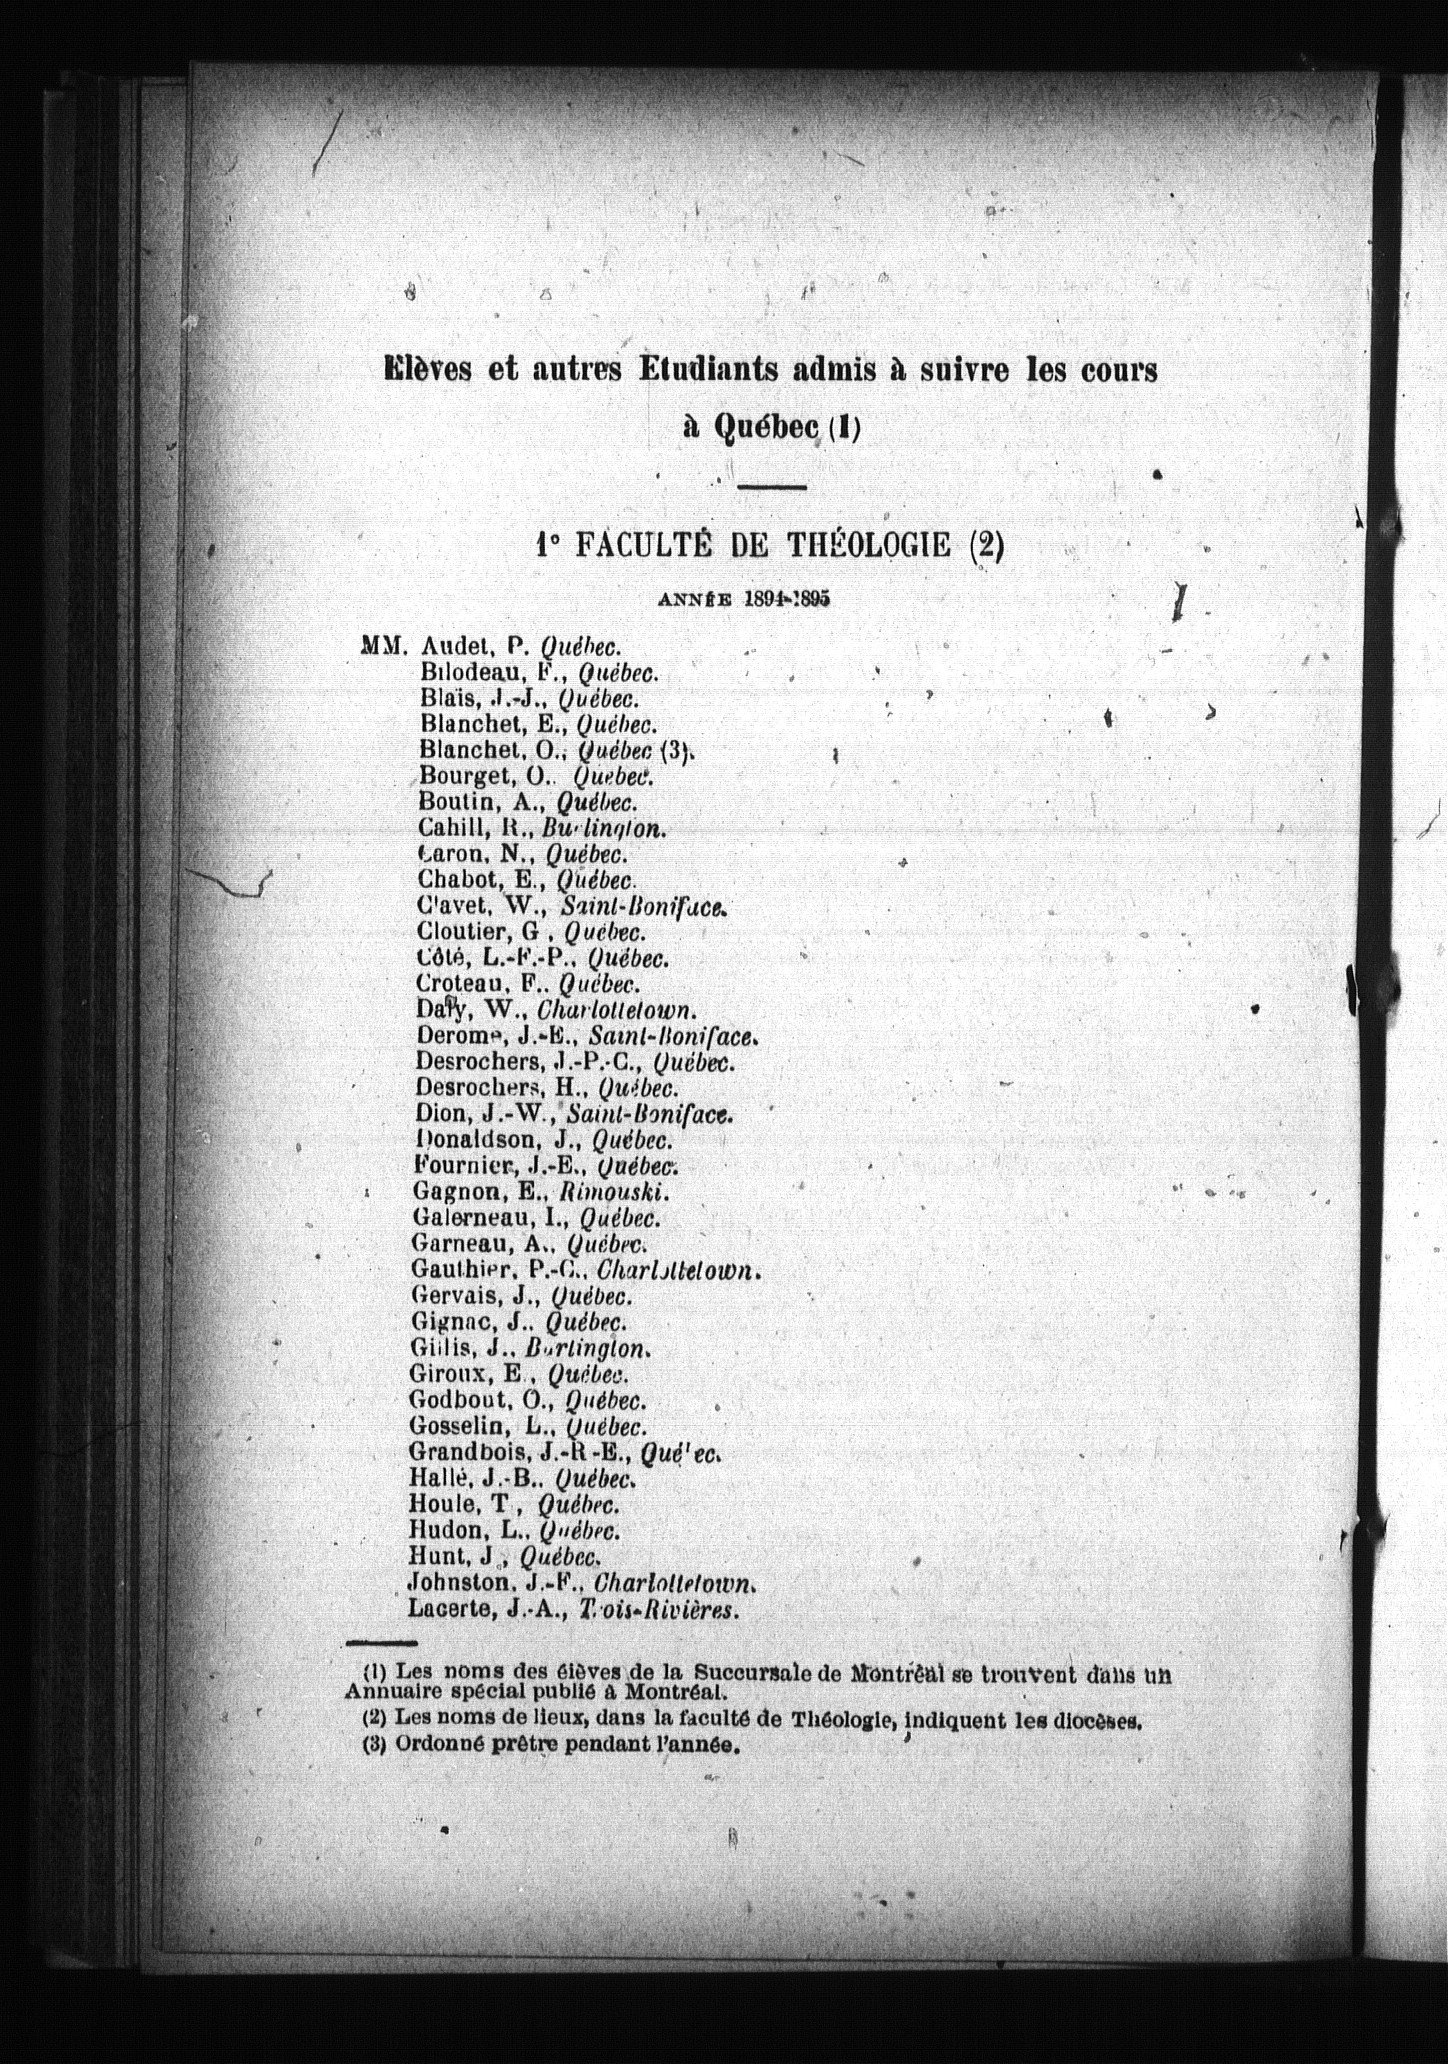 Elèves et autres Etudiants admis à suivre les cours
à Québec (1)
1° FACULTÉ DE THÉOLOGIE (2)
ANNÉE 1894-1895
MM. Audet, P. Québec.
Bilodeau, F., Québec.
Blais, J.-J., Québec.
Blanchet, E., Québec.
Blanchet, O., Québec (3).
Bourget, O.. Québec.
Boutin, A., Québec.
Cahill, R., Burlington.
Caron, N., Québec.
Chabot, E., Québec.
Clavet, W., Saint-Boniface.
Cloutier, G., Québec.
Côté, L.-F.-P., Québec.
Croteau, F.. Québec.
Daly, W., Charlottetown.
Derome, J.-E., Saint-Boniface.
Desrochers, J.-P.-C., Québec.
Desrochers, H., Québec.
Dion, J.-W., Saint-Boniface.
Donaldson, J., Québec.
Fournier, J.-E., Québec.
Gagnon, E., Rimouski.
Galerneau, I., Québec.
Garneau, A., Québec.
Gauthier, P.-C., Charlottetown.
Gervais, J., Québec.
Gignac, J.. Québec.
Gillis, J., Burlington.
Giroux, E., Québec.
Godbout, O., Québec.
Gosselin, L., Québec.
Grandbois, J.-R-E., Québec.
Hallé, J.-B.. Québec.
Houle, T., Québec.
Hudon, L., Québec.
Hunt, J., Québec.
Johnston, J.-F., Charlottetown.
Lacerte, J.-A., Trois-Rivières.
(1) Les noms des élèves de la Succursale de Montréal se trouvent dans un
Annuaire spécial publié à Montréal.
(2) Les noms de lieux, dans la faculté de Théologie, indiquent les diocèses.
(3) Ordonné prêtre pendant l'année.